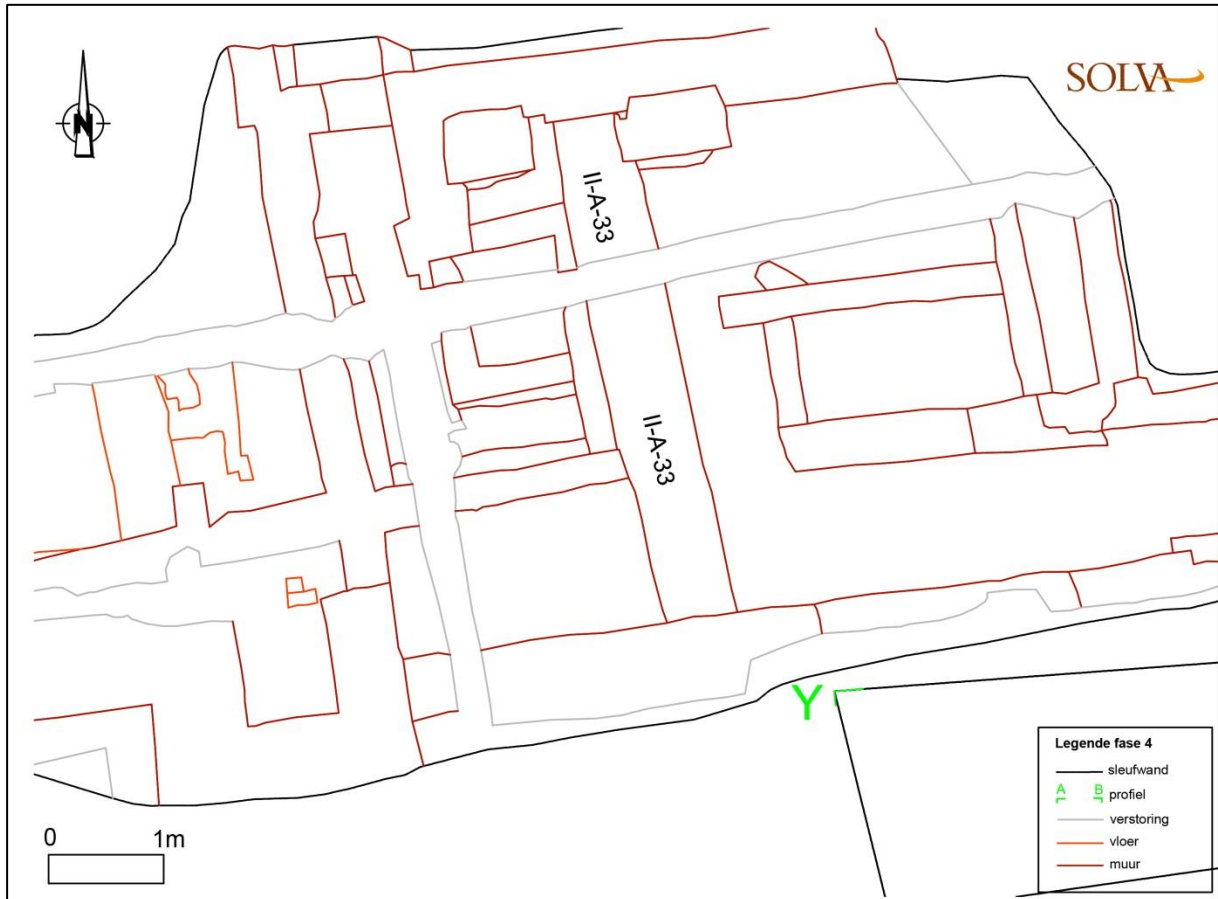 N
SOLVA
II-A-33
II-A-33
Y
Legende fase 4
sleufwand
A B profiel
verstoring
vloer
muur
0 1m